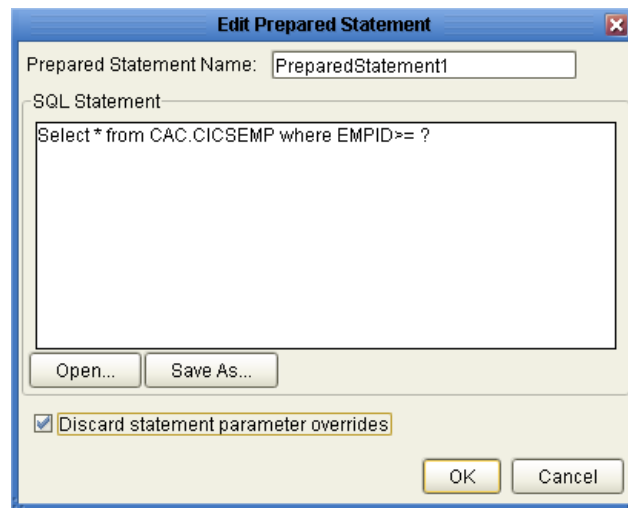 Edit Prepared Statement
Prepared Statement Name: PreparedStatement1
SQL Statement
Select * from CAC.CICSEMP where EMPID>= ?
Open... Save As...
Discard statement parameter overrides
OK Cancel